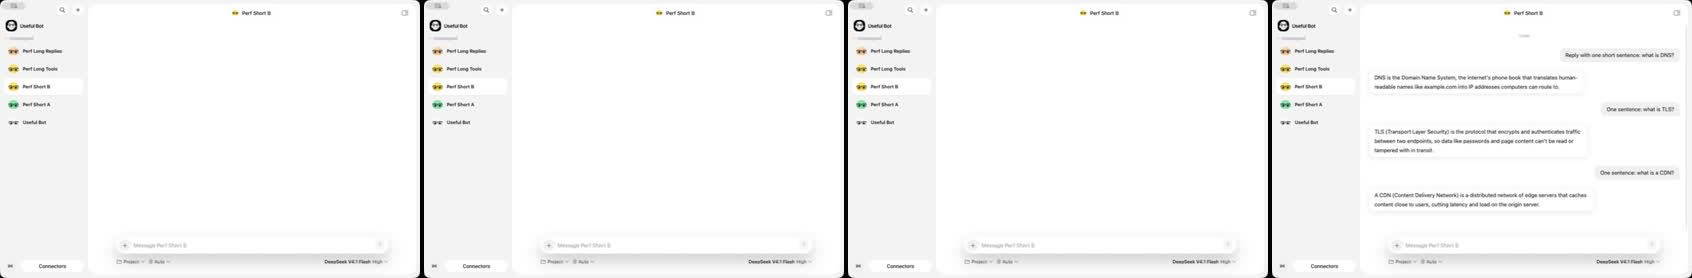 Perf Short B
Useful Bot
Perf Long Replies
Perf Long Tools
Perf Short B
Perf Short A
Useful Bot
Message Perf Short B
Project
Auto
DeepSeek V4.1 Flash High
Connectors
Perf Short B
Useful Bot
Perf Long Replies
Perf Long Tools
Perf Short B
Perf Short A
Useful Bot
Message Perf Short B
Project
Auto
DeepSeek V4.1 Flash High
Connectors
Perf Short B
Useful Bot
Perf Long Replies
Perf Long Tools
Perf Short B
Perf Short A
Useful Bot
Message Perf Short B
Project
Auto
DeepSeek V4.1 Flash High
Connectors
Perf Short B
Useful Bot
Perf Long Replies
Perf Long Tools
Perf Short B
Perf Short A
Useful Bot
Reply with one short sentence: what is DNS?
DNS is the Domain Name System, the internet's phone book that translates human-
readable names like example.com into IP addresses computers can route to.
One sentence: what is TLS?
TLS (Transport Layer Security) is the protocol that encrypts and authenticates traffic
between two endpoints, so data like passwords and page content can't be read or
tampered with in transit.
One sentence: what is a CDN?
A CDN (Content Delivery Network) is a distributed network of edge servers that caches
content close to users, cutting latency and load on the origin server.
Message Perf Short B
Project
Auto
DeepSeek V4.1 Flash High
Connectors